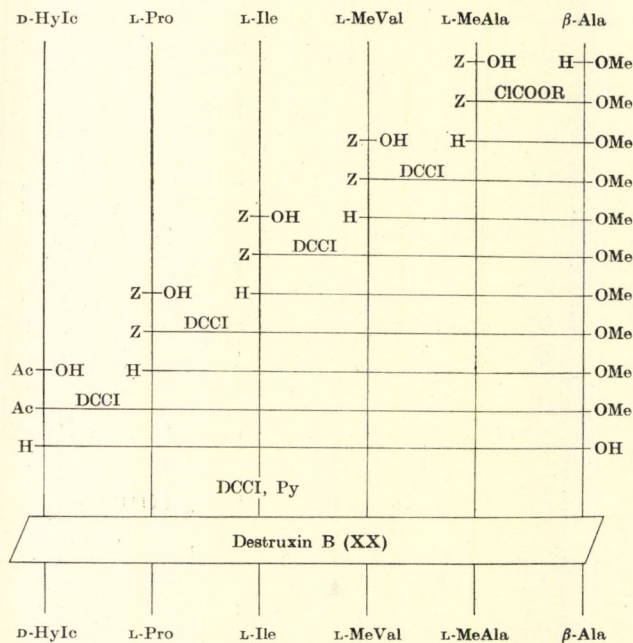 D-HyIc L-Pro L-Ile L-MeVal L-MeAla β-Ala
Z OH H OMe
Z ClCOOR OMe
Z OH H OMe
Z DCCI OMe
Z OH H OMe
Z DCCI OMe
Z OH H OMe
Z DCCI OMe
Ac OH H OMe
Ac DCCI OMe
H OH
DCCI, Py
Destruxin B (XX)
D-HyIc L-Pro L-Ile L-MeVal L-MeAla β-Ala